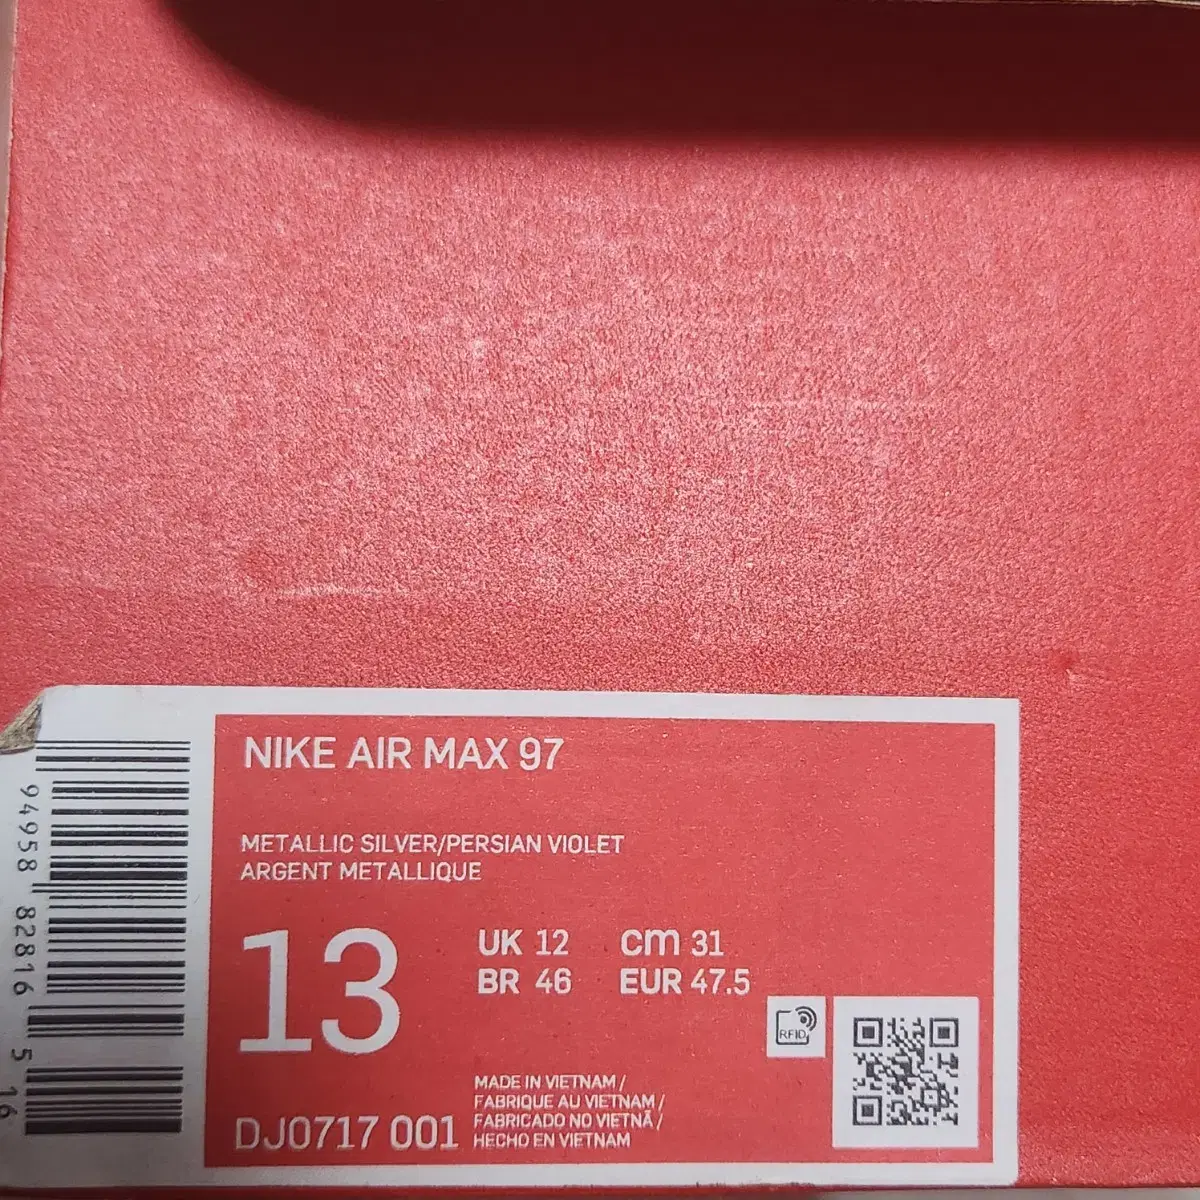 NIKE AIR MAX 97
METALLIC SILVER/PERSIAN VIOLET
ARGENT METALLIQUE
13
UK 12 cm 31
BR 46 EUR 47.5
RFID
MADE IN VIETNAM /
FABRIQUE AU VIETNAM /
FABRICADO NO VIETNÃ /
HECHO EN VIETNAM
DJ0717 001
94958 82816 5 16